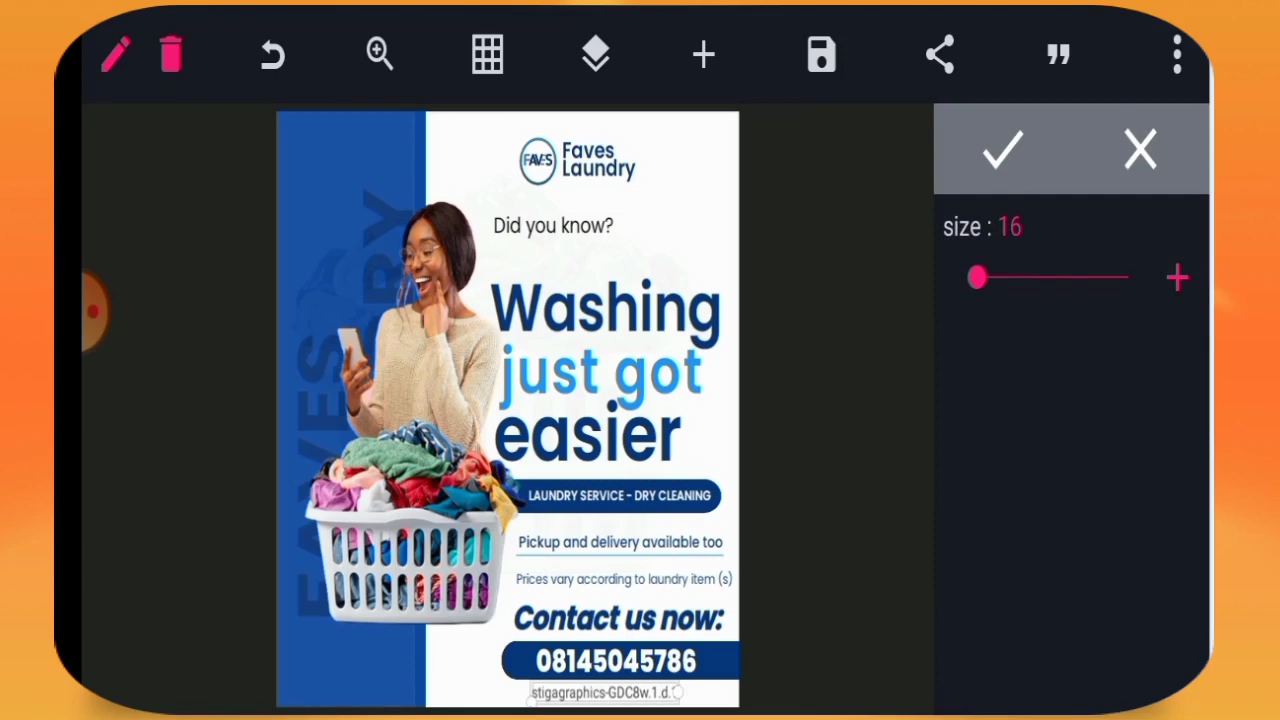 size : 16
FAVES
Faves
Laundry
Did you know?
Washing
just got
easier
LAUNDRY SERVICE - DRY CLEANING
Pickup and delivery available too
Prices vary according to laundry item (s)
Contact us now:
08145045786
stigagraphics-GDC8w.1.d.
FAVES